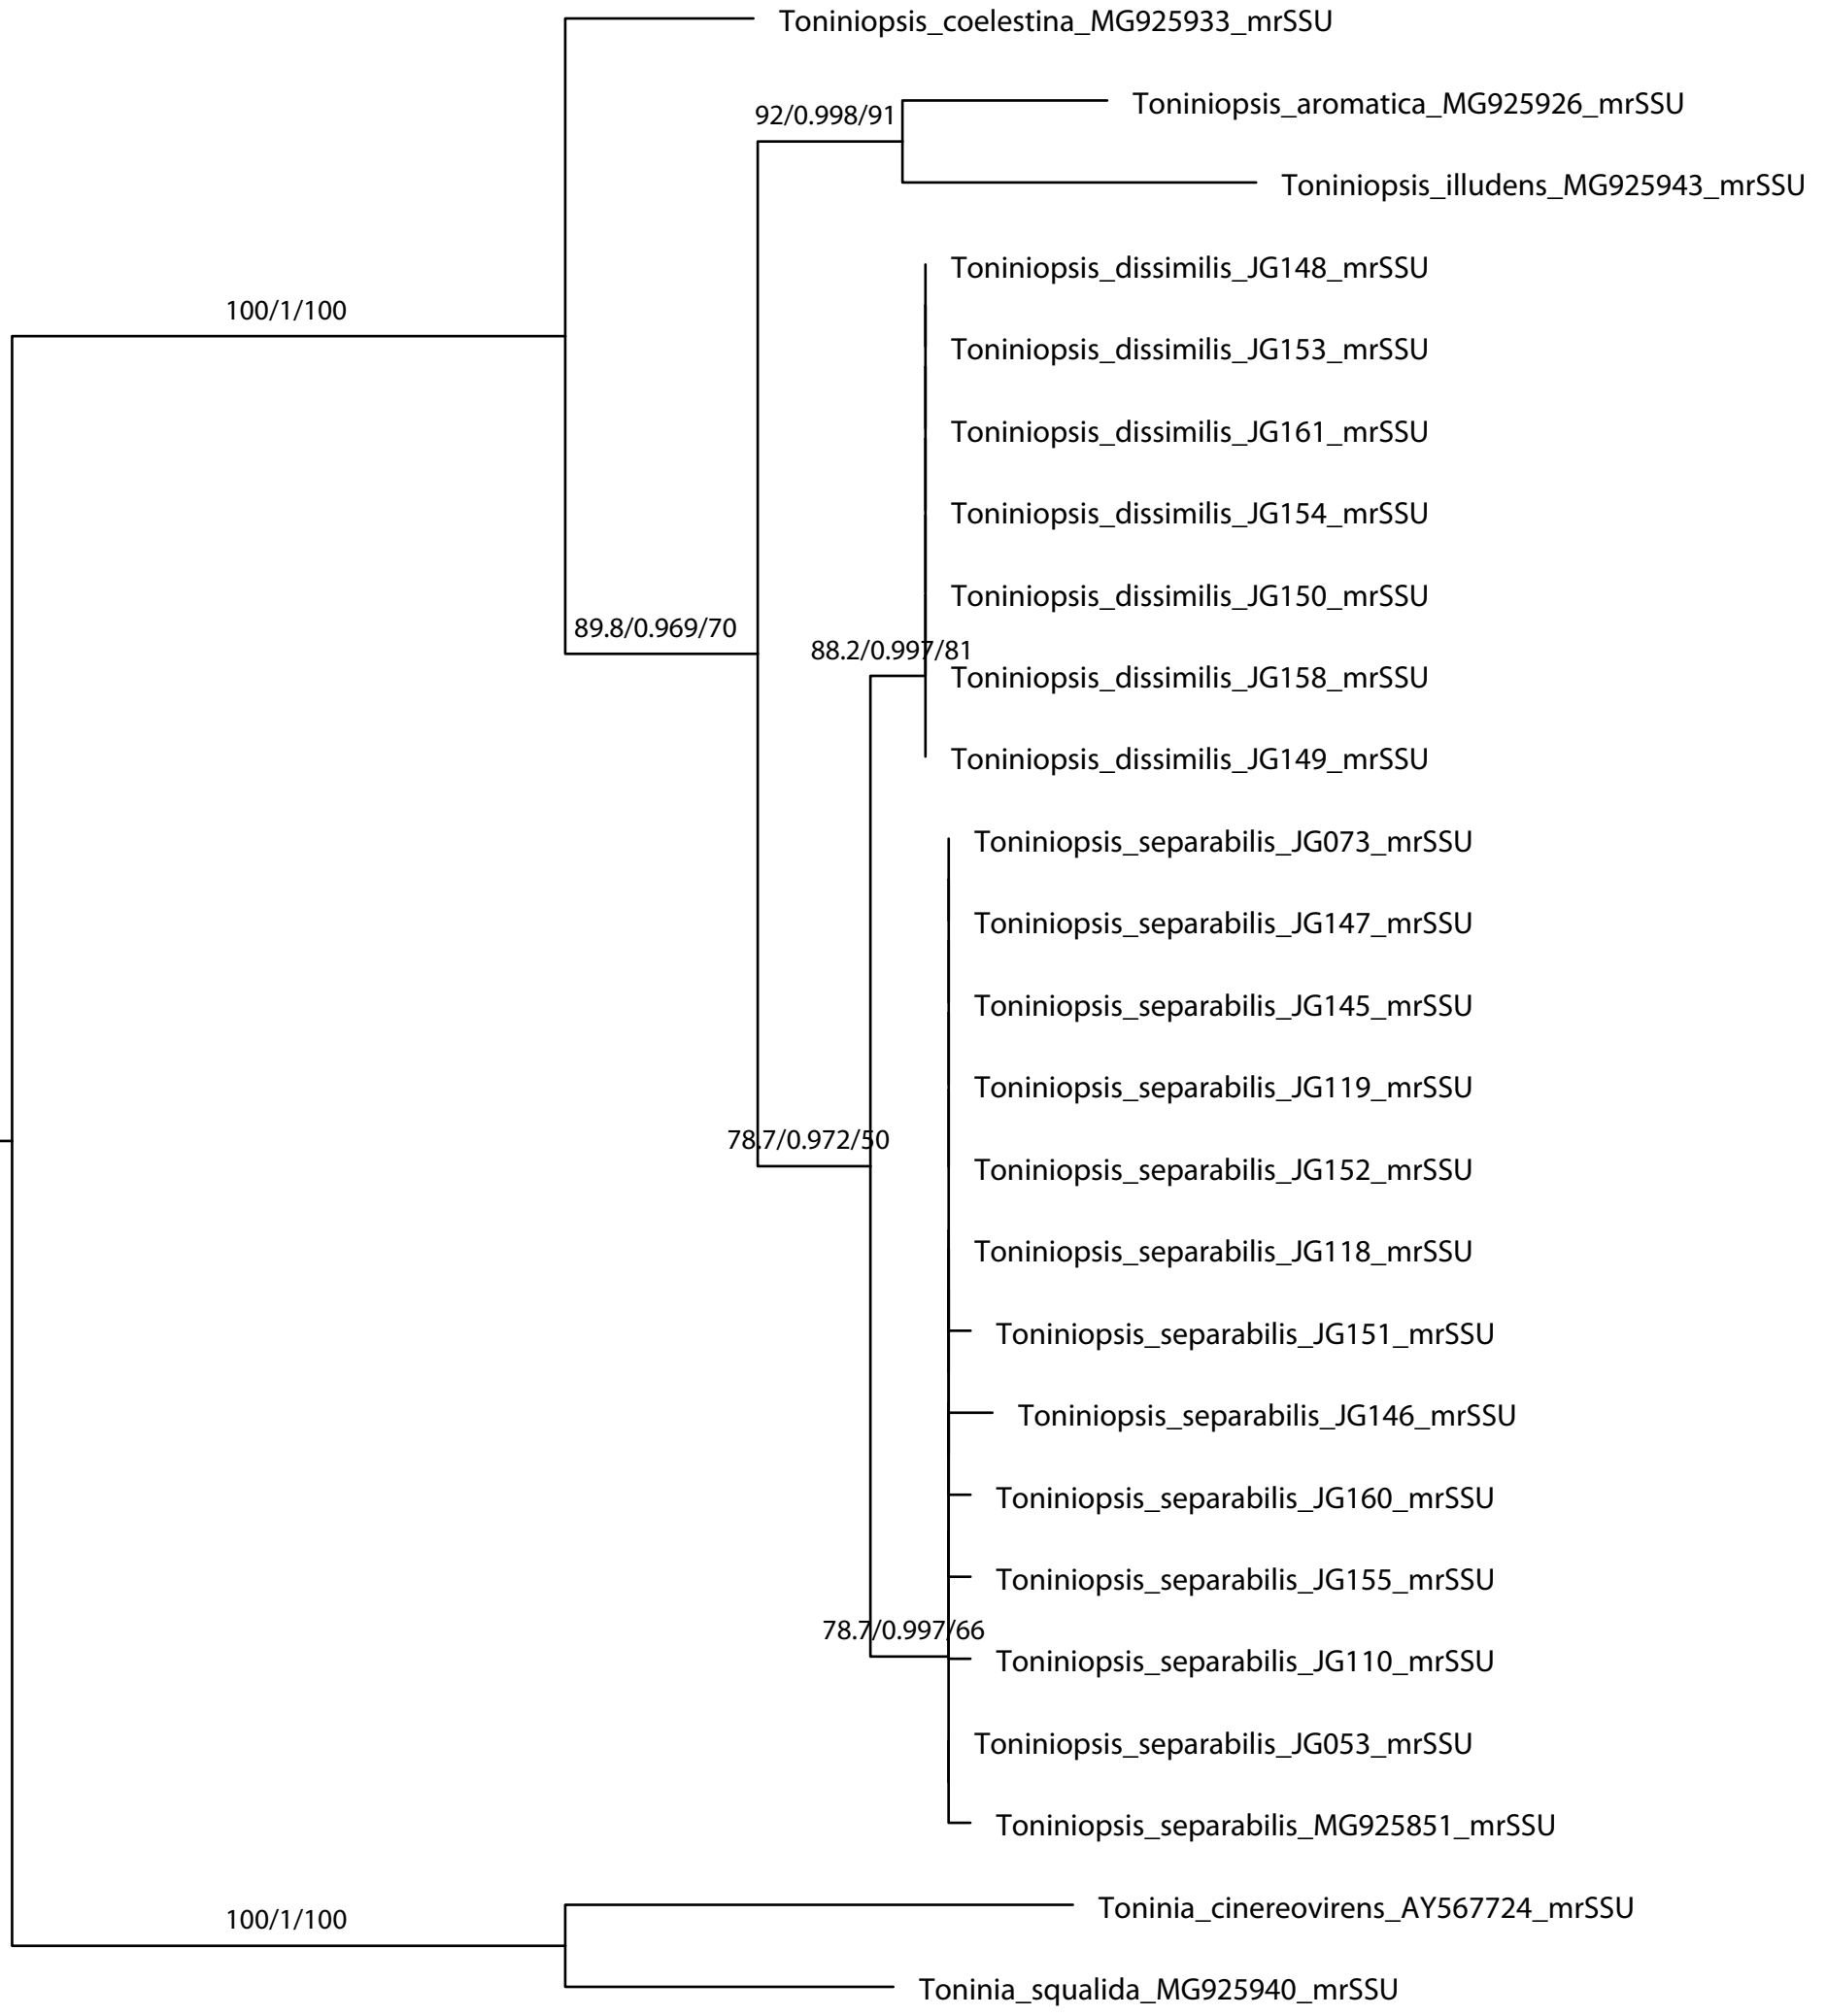 Toniniopsis_coelestina_MG925933_mrSSU
Toniniopsis_aromatica_MG925926_mrSSU
92/0.998/91
Toniniopsis_illudens_MG925943_mrSSU
Toniniopsis_dissimilis_JG148_mrSSU
100/1/100
Toniniopsis_dissimilis_JG153_mrSSU
Toniniopsis_dissimilis_JG161_mrSSU
Toniniopsis_dissimilis_JG154_mrSSU
Toniniopsis_dissimilis_JG150_mrSSU
89.8/0.969/70
88.2/0.997/81
Toniniopsis_dissimilis_JG158_mrSSU
Toniniopsis_dissimilis_JG149_mrSSU
Toniniopsis_separabilis_JG073_mrSSU
Toniniopsis_separabilis_JG147_mrSSU
Toniniopsis_separabilis_JG145_mrSSU
Toniniopsis_separabilis_JG119_mrSSU
78.7/0.972/50
Toniniopsis_separabilis_JG152_mrSSU
Toniniopsis_separabilis_JG118_mrSSU
Toniniopsis_separabilis_JG151_mrSSU
Toniniopsis_separabilis_JG146_mrSSU
Toniniopsis_separabilis_JG160_mrSSU
Toniniopsis_separabilis_JG155_mrSSU
78.7/0.997/66
Toniniopsis_separabilis_JG110_mrSSU
Toniniopsis_separabilis_JG053_mrSSU
Toniniopsis_separabilis_MG925851_mrSSU
Toninia_cinereovirens_AY567724_mrSSU
100/1/100
Toninia_squalida_MG925940_mrSSU